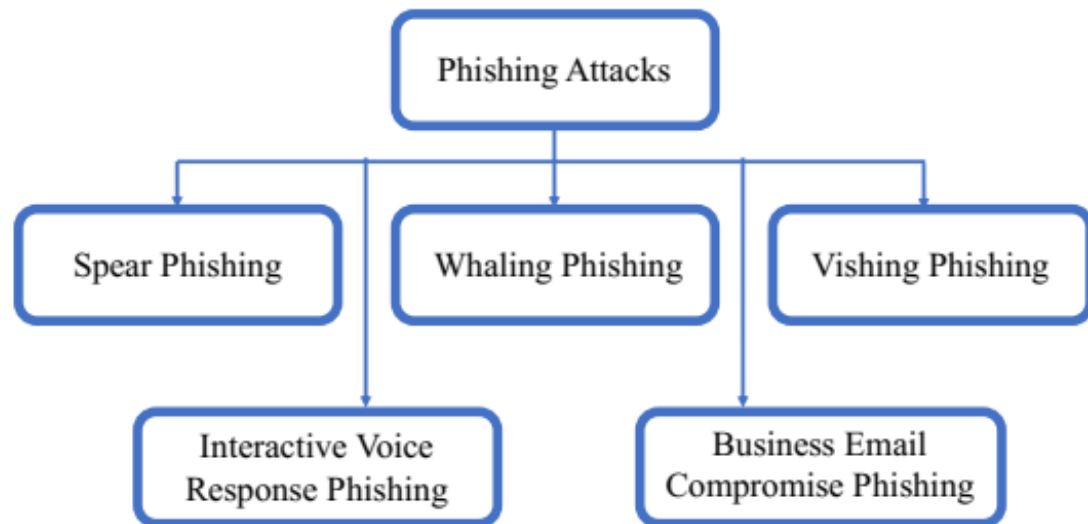 Phishing Attacks
Spear Phishing
Whaling Phishing
Vishing Phishing
Interactive Voice
Response Phishing
Business Email
Compromise Phishing